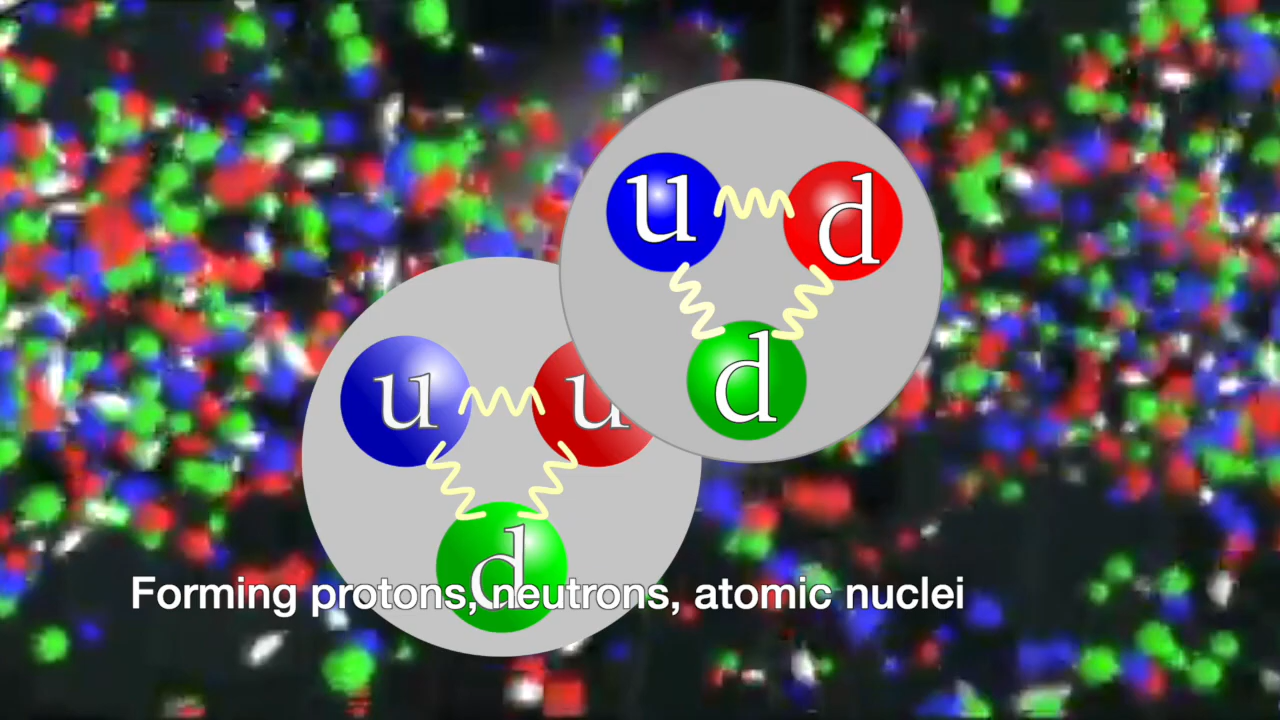 u d
d
u u
d
Forming protons, neutrons, atomic nuclei